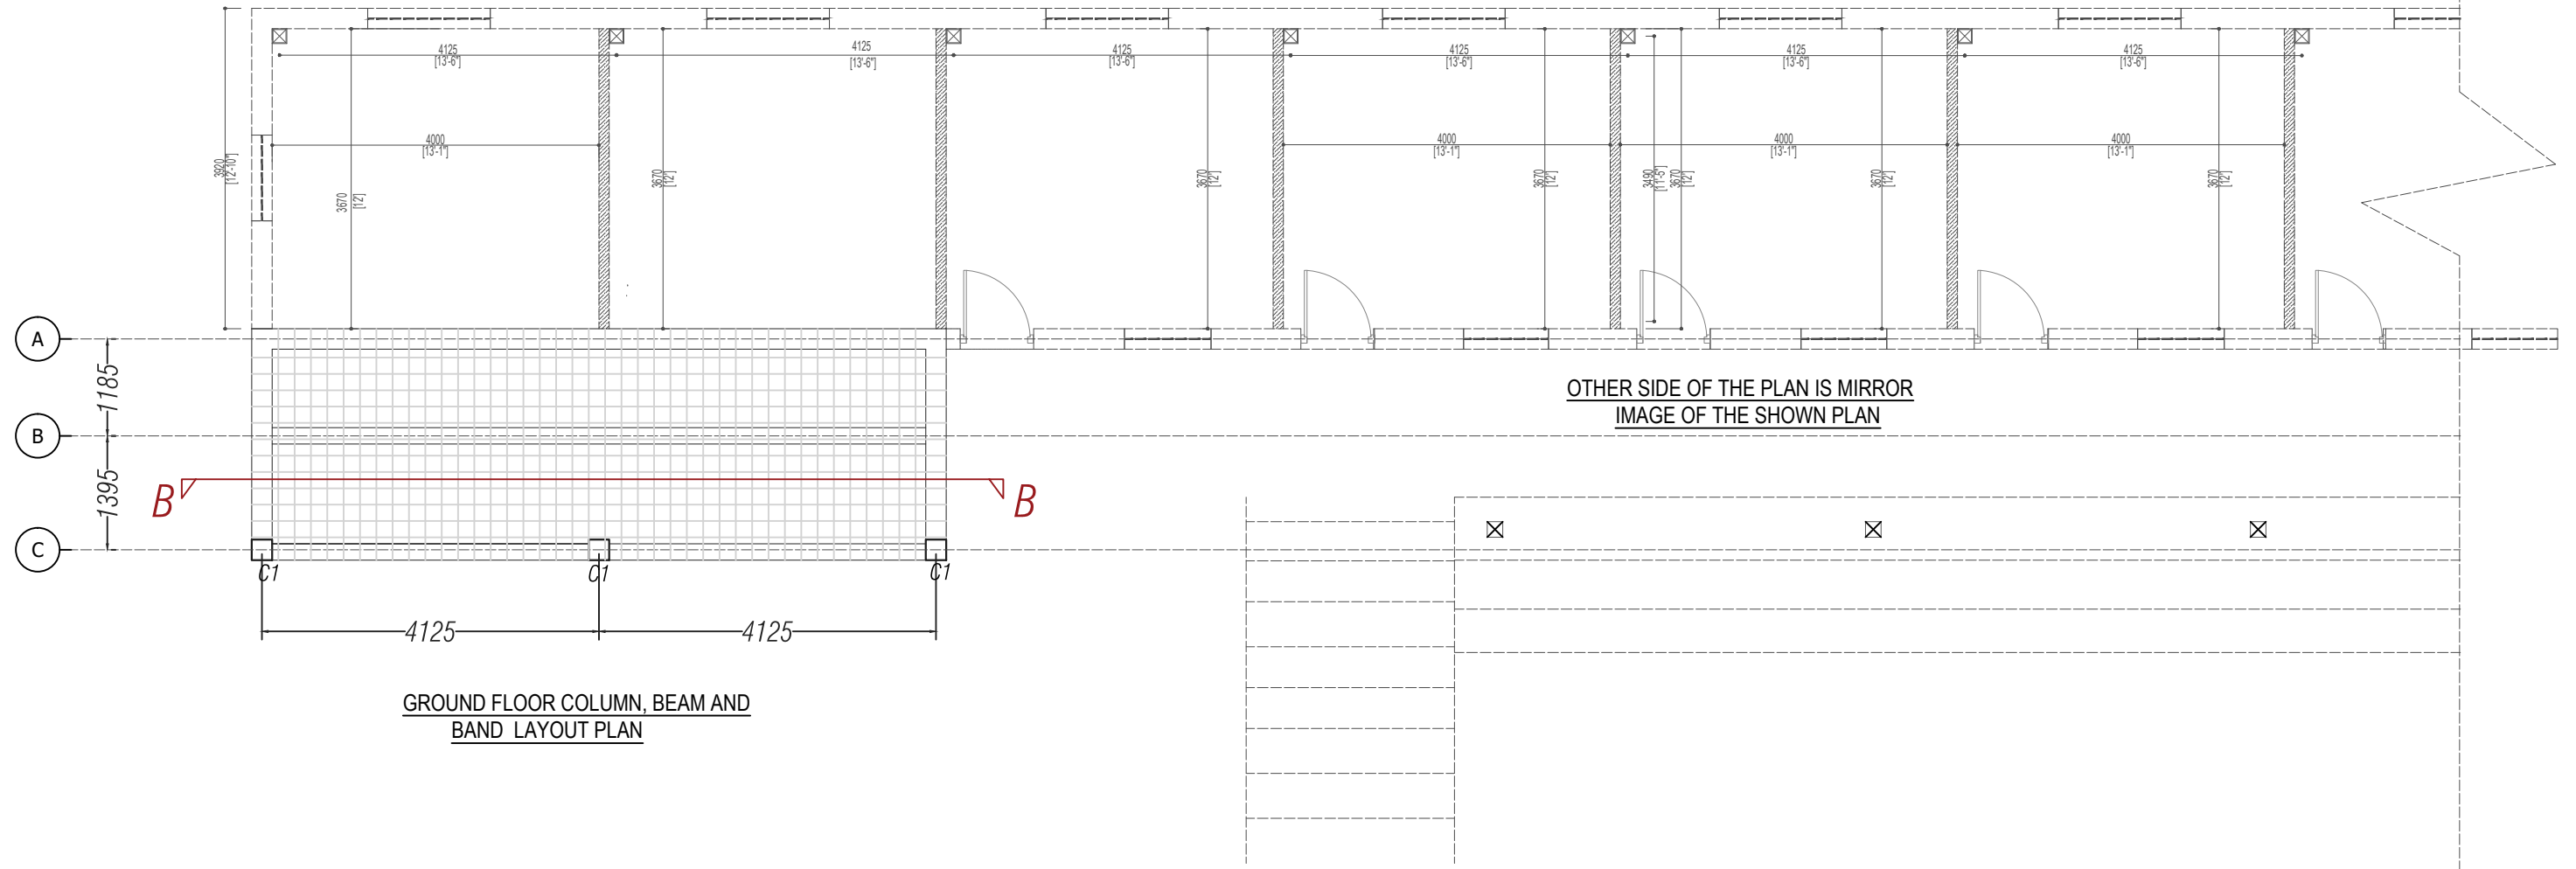 4125 4125 4125 4125 4125 4125
[13'-6"] [13'-6"] [13'-6"] [13'-6"] [13'-6"] [13'-6"]
4000 4000 4000 4000
[13'-1"] [13'-1"] [13'-1"] [13'-1"]
3920
[12'-10"]
3670
[12']
3670
[12']
3670
[12']
3670
[12']
3490
[11'-5"]
3670
[12']
3670
[12']
3670
[12']
A
1185
B
1395
C
B B
OTHER SIDE OF THE PLAN IS MIRROR
IMAGE OF THE SHOWN PLAN
C1 C1 C1
4125 4125
GROUND FLOOR COLUMN, BEAM AND
BAND LAYOUT PLAN